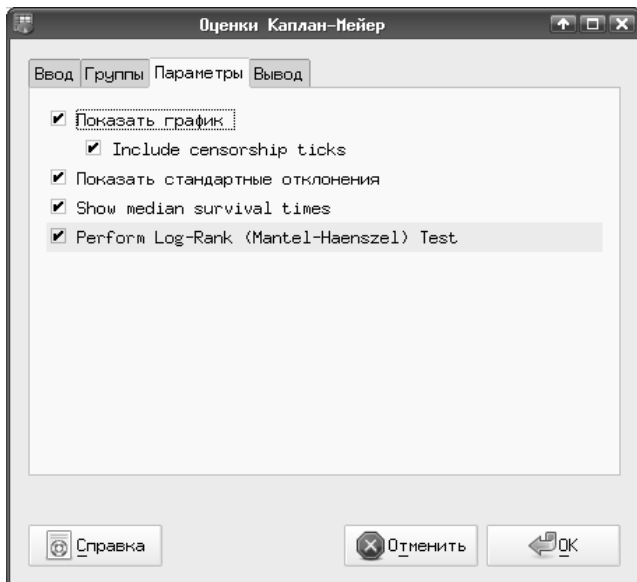 Оценки Каплан-Мейер
Ввод Группы Параметры Вывод
Показать график
Include censorship ticks
Показать стандартные отклонения
Show median survival times
Perform Log-Rank (Mantel-Haenszel) Test
Справка Отменить OK